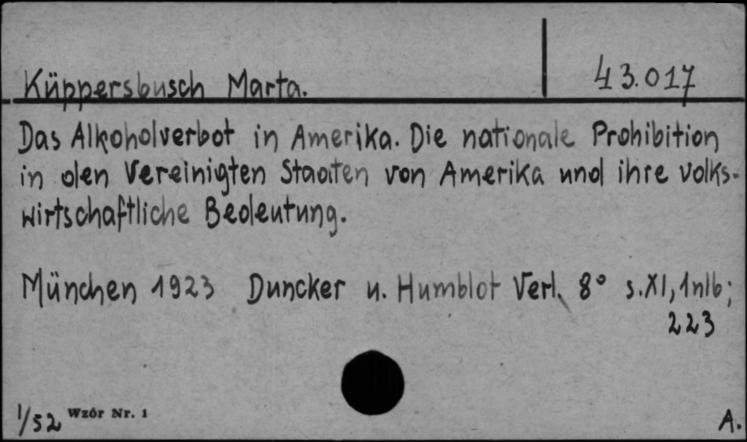 Küppersbusch Marta. 43.017
Das Alkoholverbot in Amerika. Die nationale Prohibition
in den Vereinigten Staaten von Amerika und ihre volks-
wirtschaftliche Bedeutung.
München 1923 Duncker u. Humblot Verl. 8° s.XI, 1nlb;
223
1/52 Wzór Nr. 1
A.